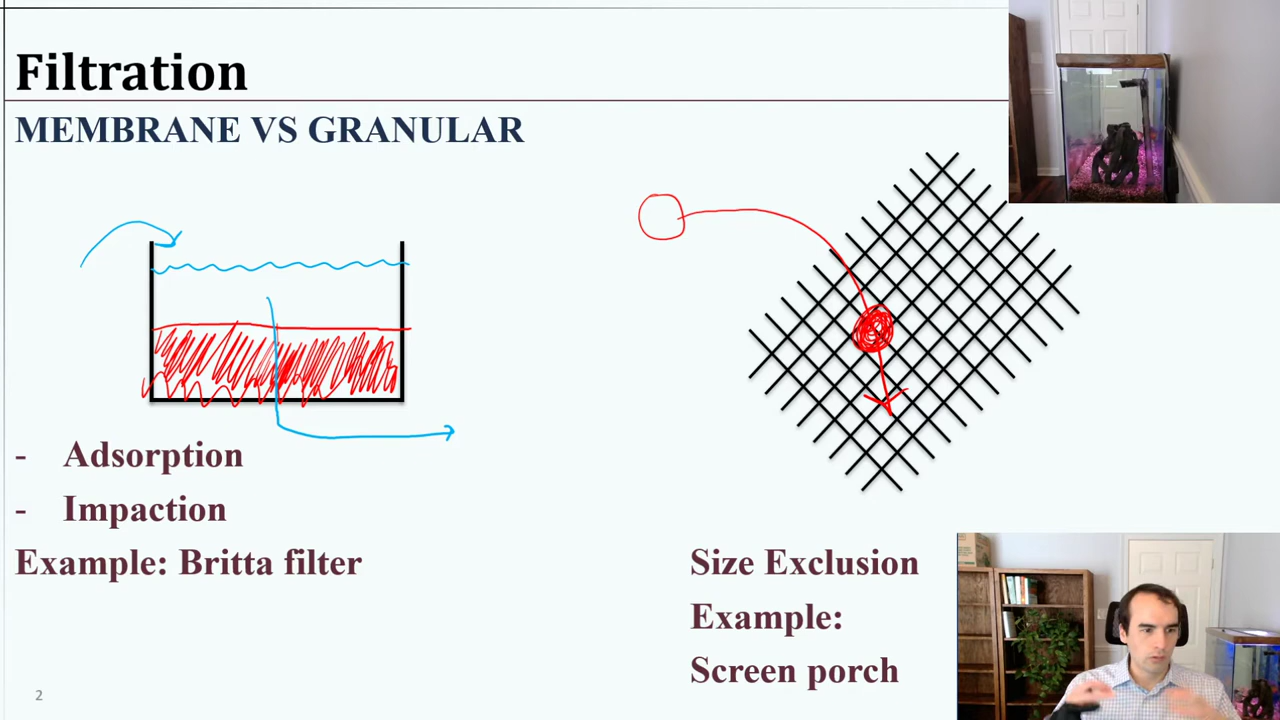 Filtration
MEMBRANE VS GRANULAR
- Adsorption
- Impaction
Example: Britta filter
Size Exclusion
Example:
Screen porch
2